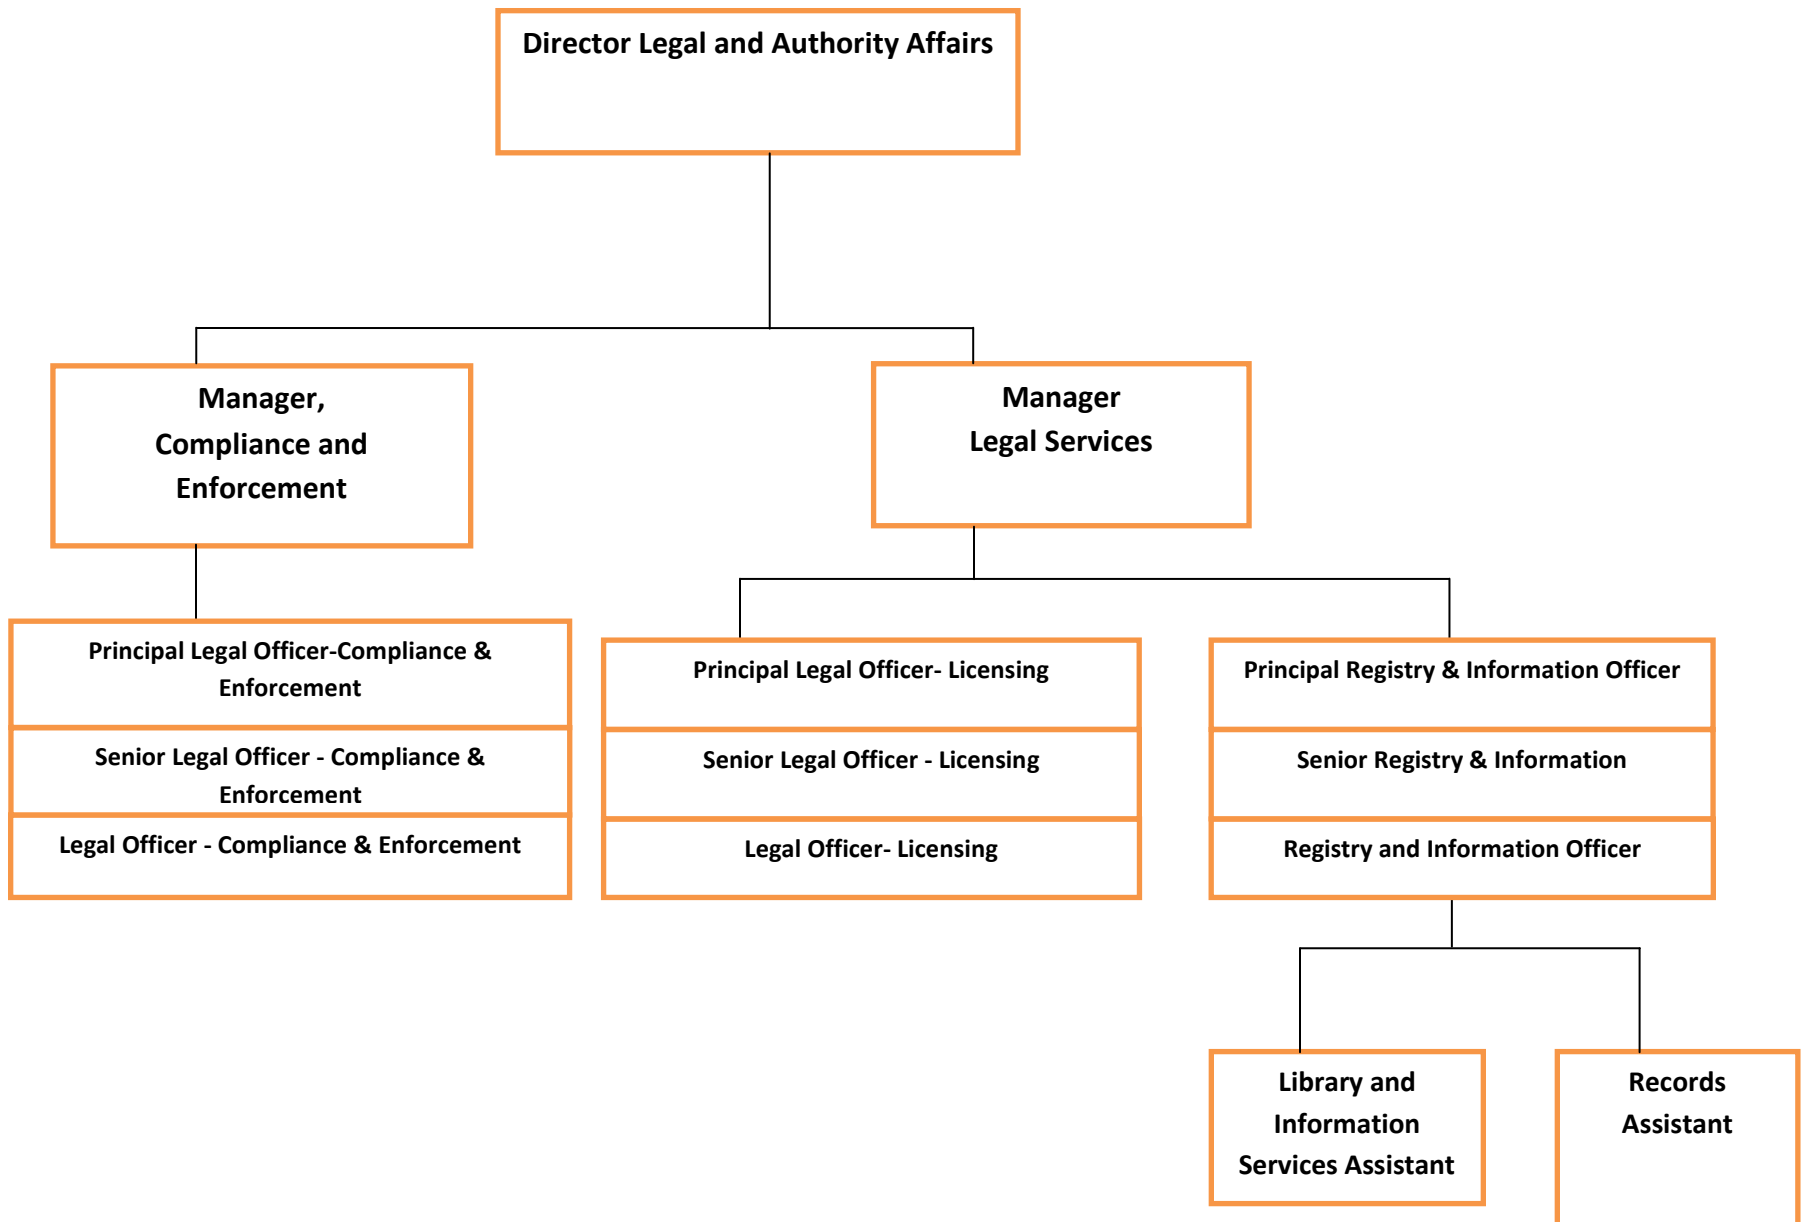 Director Legal and Authority Affairs
Manager,
Compliance and
Enforcement
Manager
Legal Services
Principal Legal Officer-Compliance &
Enforcement
Senior Legal Officer - Compliance &
Enforcement
Legal Officer - Compliance & Enforcement
Principal Legal Officer- Licensing
Senior Legal Officer - Licensing
Legal Officer- Licensing
Principal Registry & Information Officer
Senior Registry & Information
Registry and Information Officer
Library and
Information
Services Assistant
Records
Assistant